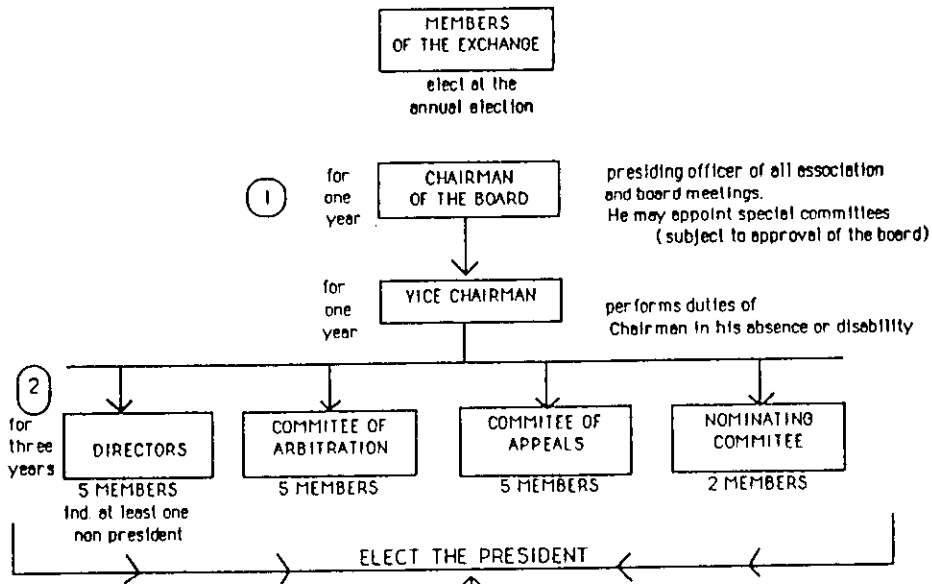 MEMBERS
OF THE EXCHANGE
elect at the
annual election
1
for
one
year
CHAIRMAN
OF THE BOARD
presiding officer of all association
and board meetings.
He may appoint special committees
(subject to approval of the board)
for
one
year
VICE CHAIRMAN
performs duties of
Chairman in his absence or disability
2
for
three
years
DIRECTORS
5 MEMBERS
Ind. at least one
non president
COMMITEE OF
ARBITRATION
5 MEMBERS
COMMITEE OF
APPEALS
5 MEMBERS
NOMINATING
COMMITEE
2 MEMBERS
ELECT THE PRESIDENT